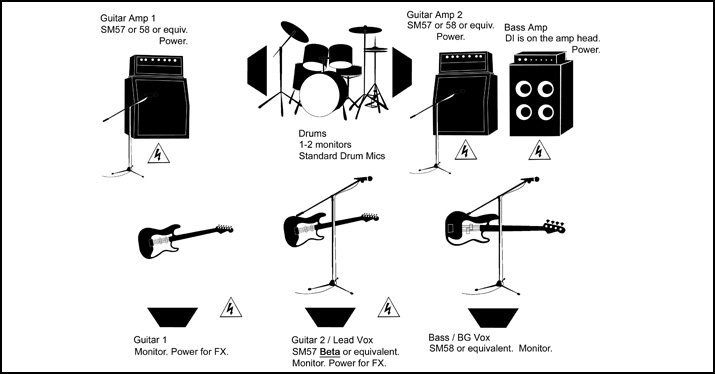 Guitar Amp 1
SM57 or 58 or equiv.
Power.
Guitar Amp 2
SM57 or 58 or equiv.
Power.
Bass Amp
DI is on the amp head.
Power.
Drums
1-2 monitors
Standard Drum Mics
Guitar 1
Monitor. Power for FX.
Guitar 2 / Lead Vox
SM57 Beta or equivalent.
Monitor. Power for FX.
Bass / BG Vox
SM58 or equivalent. Monitor.